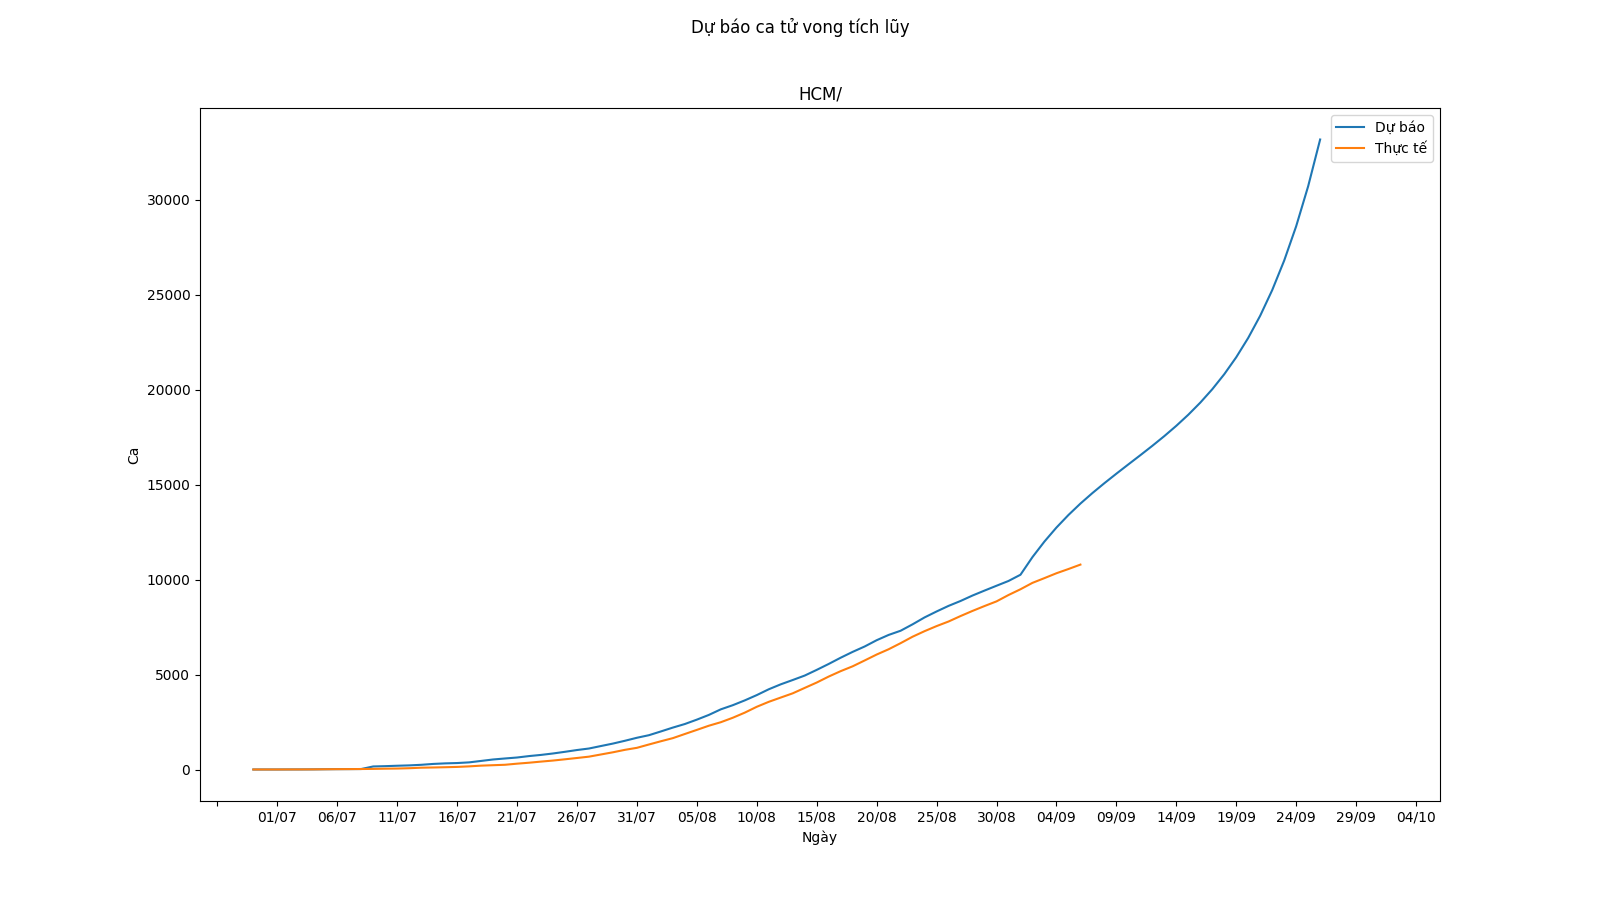 Dự báo ca tử vong tích lũy
HCM/
Dự báo
Thực tế
30000
25000
20000
15000
10000
5000
0
Ca
01/07 06/07 11/07 16/07 21/07 26/07 31/07 05/08 10/08 15/08 20/08 25/08 30/08 04/09 09/09 14/09 19/09 24/09 29/09 04/10
Ngày